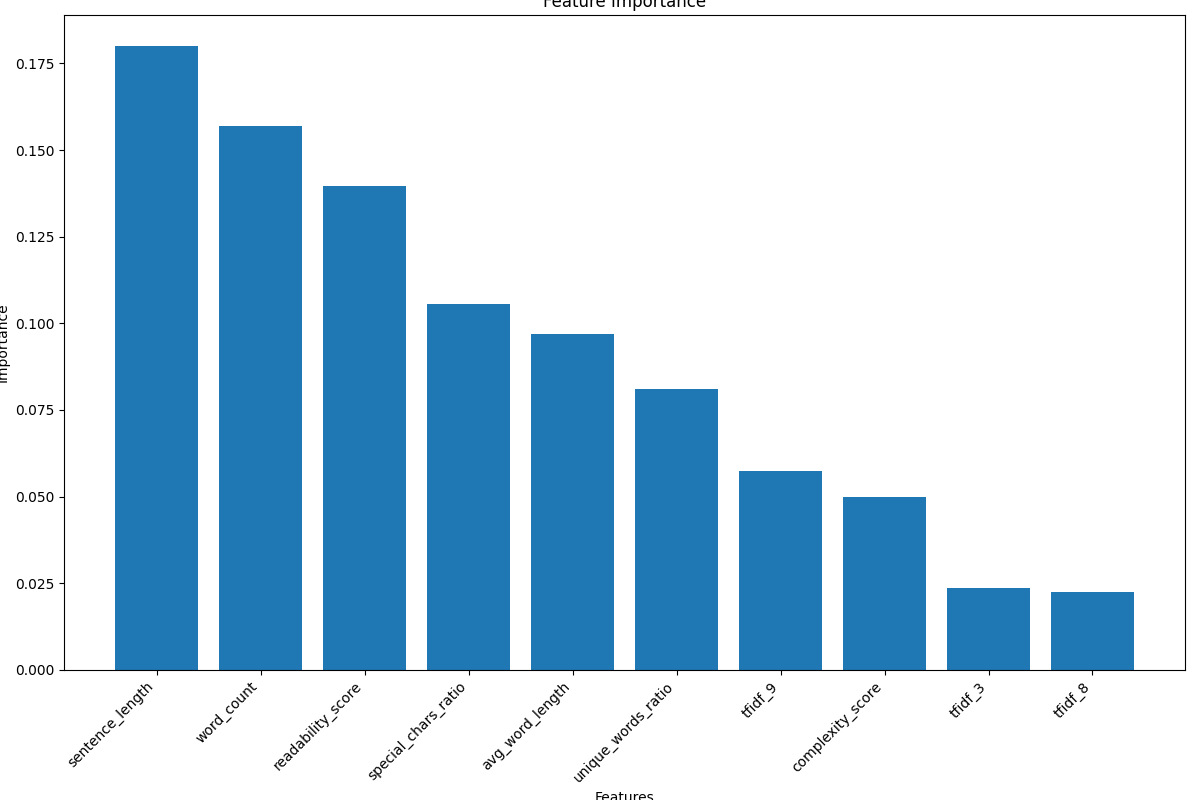 Feature Importance
0.175
0.150
0.125
0.100
0.075
0.050
0.025
0.000
Importance
sentence_length
word_count
readability_score
special_chars_ratio
avg_word_length
unique_words_ratio
tfidf_9
complexity_score
tfidf_3
tfidf_8
Features